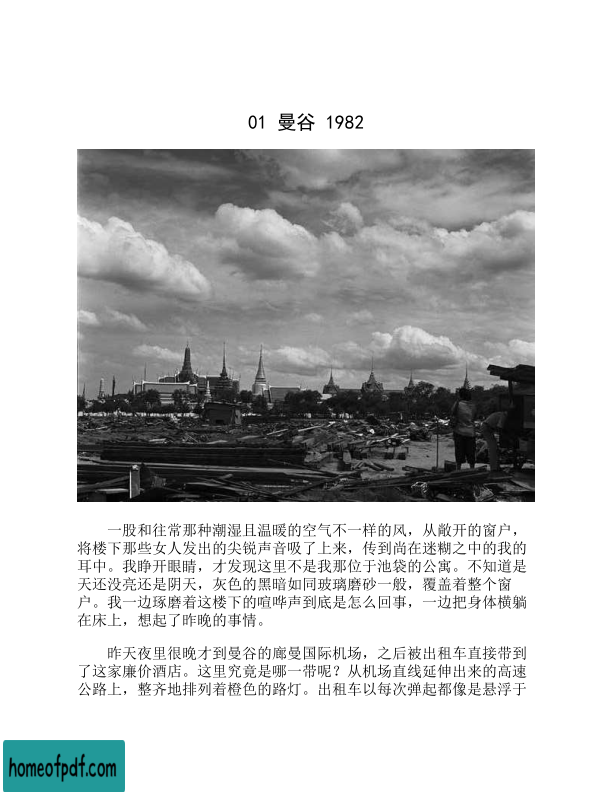 01 曼谷 1982
一股和往常那种潮湿且温暖的空气不一样的风，从敞开的窗户，
将楼下那些女人发出的尖锐声音吸了上来，传到尚在迷糊之中的我的
耳中。我睁开眼睛，才发现这里不是我那位于池袋的公寓。不知道是
天还没亮还是阴天，灰色的黑暗如同玻璃磨砂一般，覆盖着整个窗
户。我一边琢磨着这楼下的喧哗声到底是怎么回事，一边把身体横躺
在床上，想起了昨晚的事情。
昨天夜里很晚才到曼谷的廊曼国际机场，之后被出租车直接带到
了这家廉价酒店。这里究竟是哪一带呢？从机场直线延伸出来的高速
公路上，整齐地排列着橙色的路灯。出租车以每次弹起都像是悬浮于
homeofpdf.com